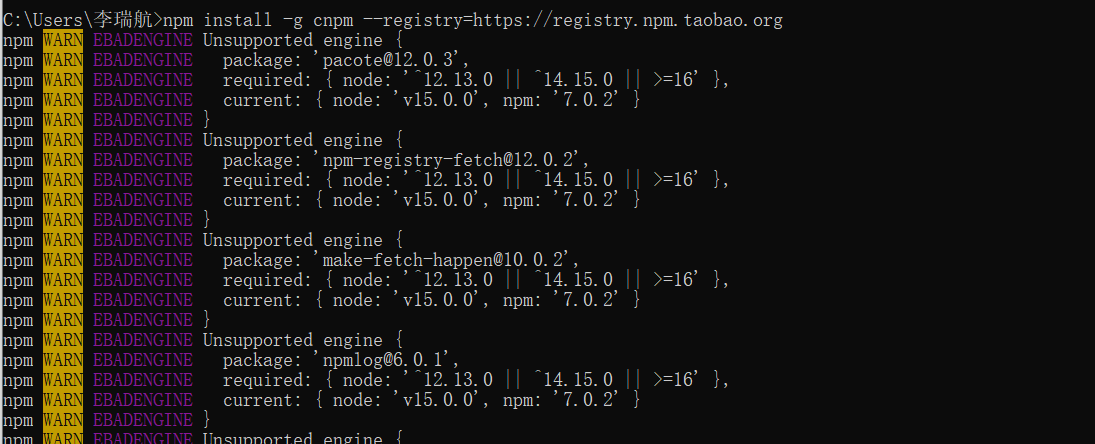 C:\Users\李瑞航>npm install -g cnpm --registry=https://registry.npm.taobao.org
npm WARN EBADENGINE Unsupported engine {
npm WARN EBADENGINE   package: 'pacote@12.0.3',
npm WARN EBADENGINE   required: { node: '^12.13.0 || ^14.15.0 || >=16' },
npm WARN EBADENGINE   current: { node: 'v15.0.0', npm: '7.0.2' }
npm WARN EBADENGINE }
npm WARN EBADENGINE Unsupported engine {
npm WARN EBADENGINE   package: 'npm-registry-fetch@12.0.2',
npm WARN EBADENGINE   required: { node: '^12.13.0 || ^14.15.0 || >=16' },
npm WARN EBADENGINE   current: { node: 'v15.0.0', npm: '7.0.2' }
npm WARN EBADENGINE }
npm WARN EBADENGINE Unsupported engine {
npm WARN EBADENGINE   package: 'make-fetch-happen@10.0.2',
npm WARN EBADENGINE   required: { node: '^12.13.0 || ^14.15.0 || >=16' },
npm WARN EBADENGINE   current: { node: 'v15.0.0', npm: '7.0.2' }
npm WARN EBADENGINE }
npm WARN EBADENGINE Unsupported engine {
npm WARN EBADENGINE   package: 'npmlog@6.0.1',
npm WARN EBADENGINE   required: { node: '^12.13.0 || ^14.15.0 || >=16' },
npm WARN EBADENGINE   current: { node: 'v15.0.0', npm: '7.0.2' }
npm WARN EBADENGINE }
npm WARN EBADENGINE Unsupported engine {